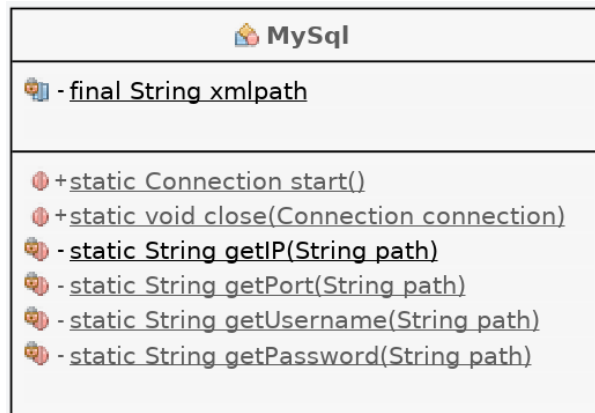 MySql
- final String xmlpath
+ static Connection start()
+ static void close(Connection connection)
- static String getIP(String path)
- static String getPort(String path)
- static String getUsername(String path)
- static String getPassword(String path)